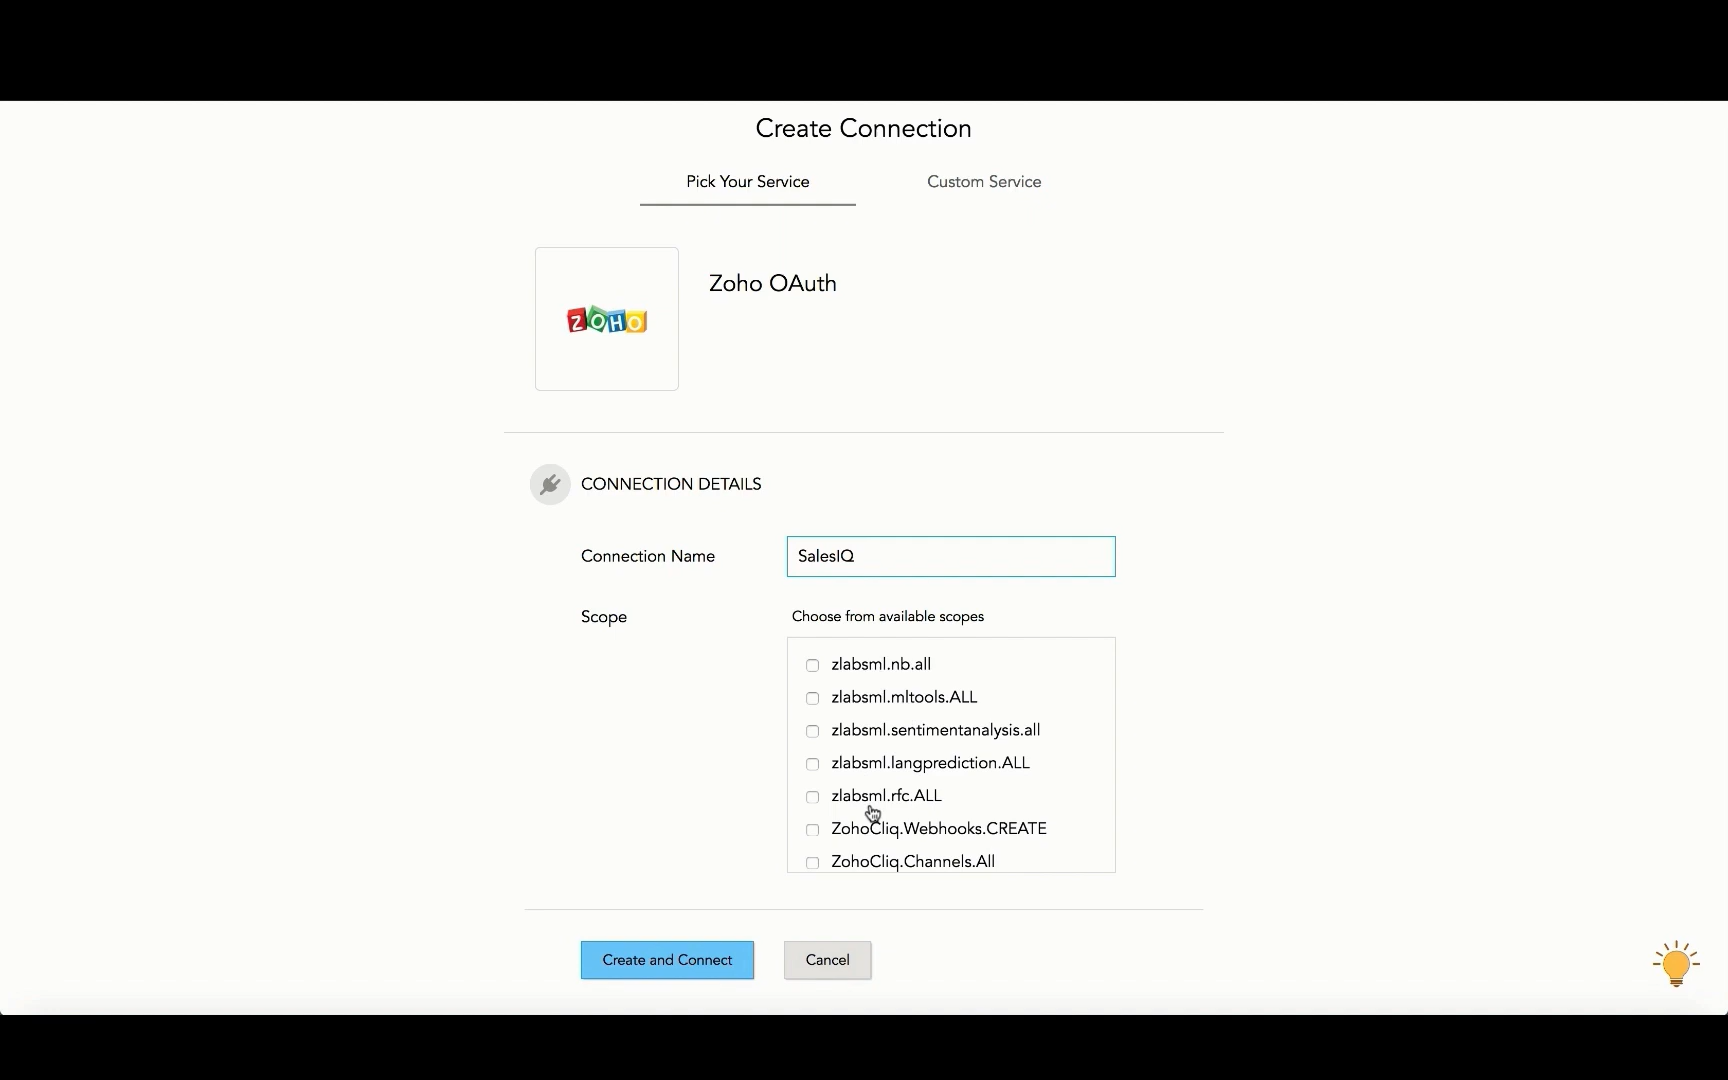 Create Connection
Pick Your Service
Custom Service
ZOHO
Zoho OAuth
CONNECTION DETAILS
Connection Name
SalesIQ
Scope
Choose from available scopes
zlabsml.nb.all
zlabsml.mltools.ALL
zlabsml.sentimentanalysis.all
zlabsml.langprediction.ALL
zlabsml.rfc.ALL
ZohoCliq.Webhooks.CREATE
ZohoCliq.Channels.All
Create and Connect
Cancel